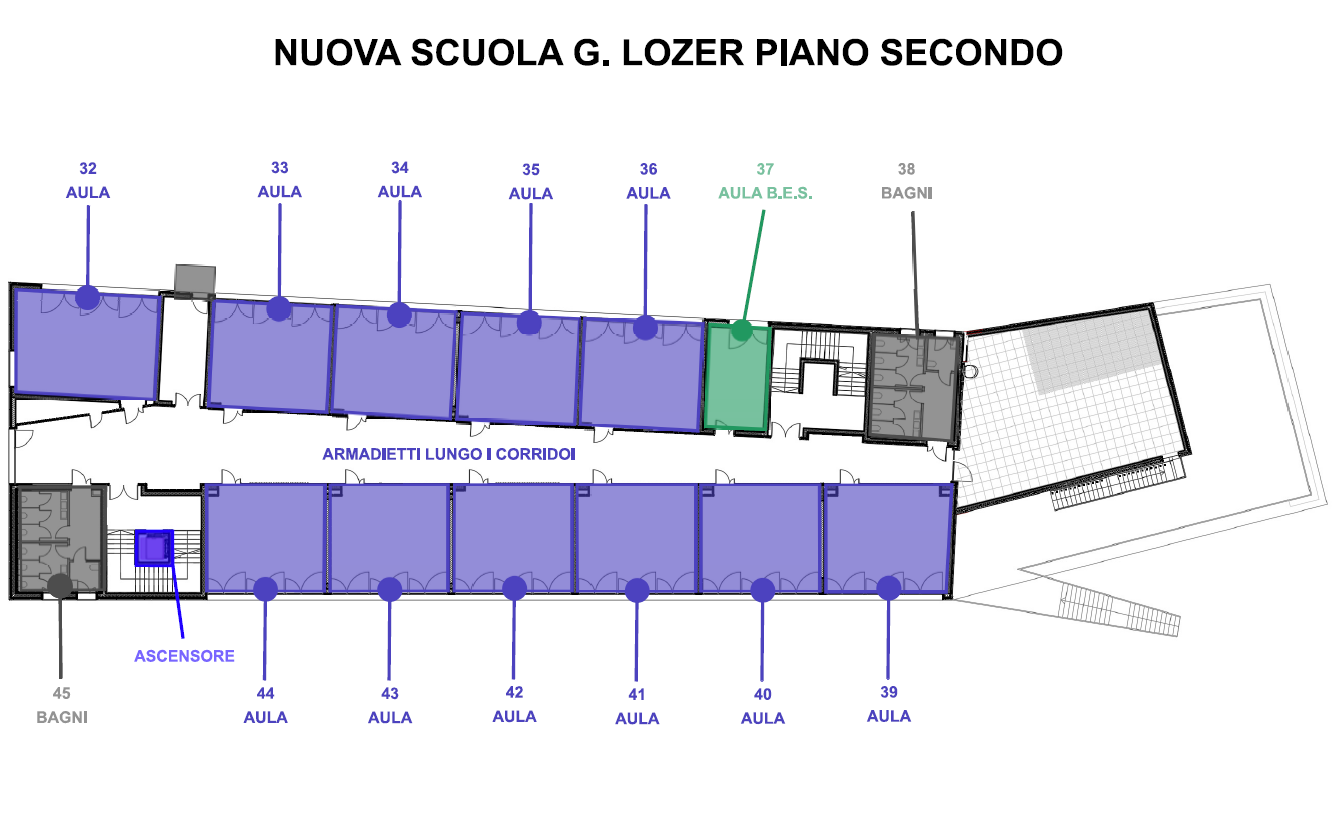 NUOVA SCUOLA G. LOZER PIANO SECONDO
32
AULA
33
AULA
34
AULA
35
AULA
36
AULA
37
AULA B.E.S.
38
BAGNI
ARMADIETTI LUNGO I CORRIDOI
ASCENSORE
45
BAGNI
44
AULA
43
AULA
42
AULA
41
AULA
40
AULA
39
AULA